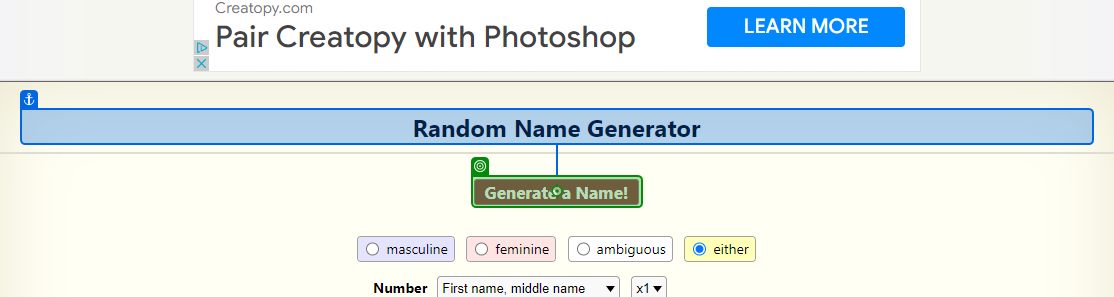 Creatopy.com
Pair Creatopy with Photoshop
LEARN MORE
Random Name Generator
Generate a Name!
masculine feminine ambiguous either
Number First name, middle name x1